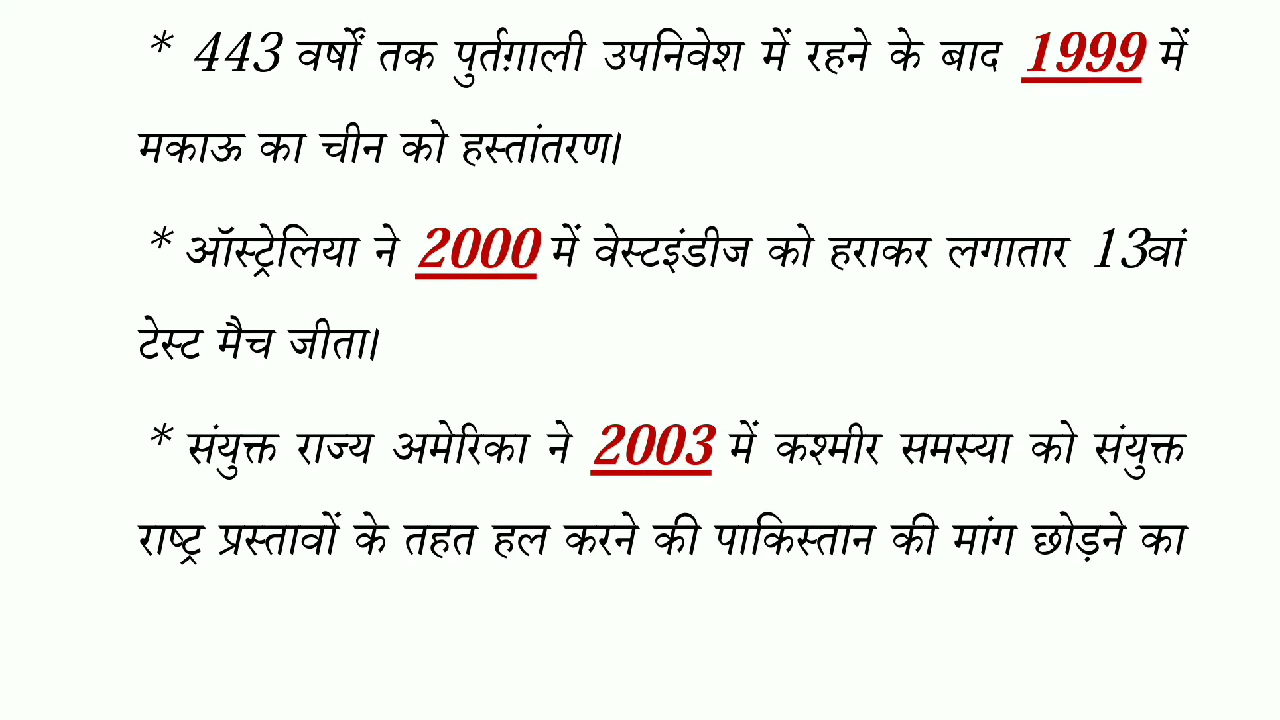 * 443 वर्षों तक पुर्तग़ाली उपनिवेश में रहने के बाद 1999 में
मकाऊ का चीन को हस्तांतरण।
* ऑस्ट्रेलिया ने 2000 में वेस्टइंडीज को हराकर लगातार 13वां
टेस्ट मैच जीता।
* संयुक्त राज्य अमेरिका ने 2003 में कश्मीर समस्या को संयुक्त
राष्ट्र प्रस्तावों के तहत हल करने की पाकिस्तान की मांग छोड़ने का